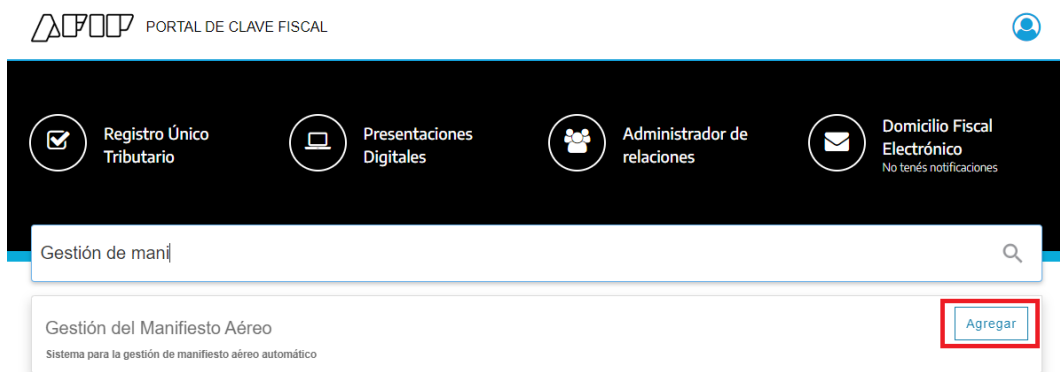 AFIP PORTAL DE CLAVE FISCAL
Registro Único
Tributario
Presentaciones
Digitales
Administrador de
relaciones
Domicilio Fiscal
Electrónico
No tenés notificaciones
Gestión de mani
Gestión del Manifiesto Aéreo
Agregar
Sistema para la gestión de manifiesto aéreo automático